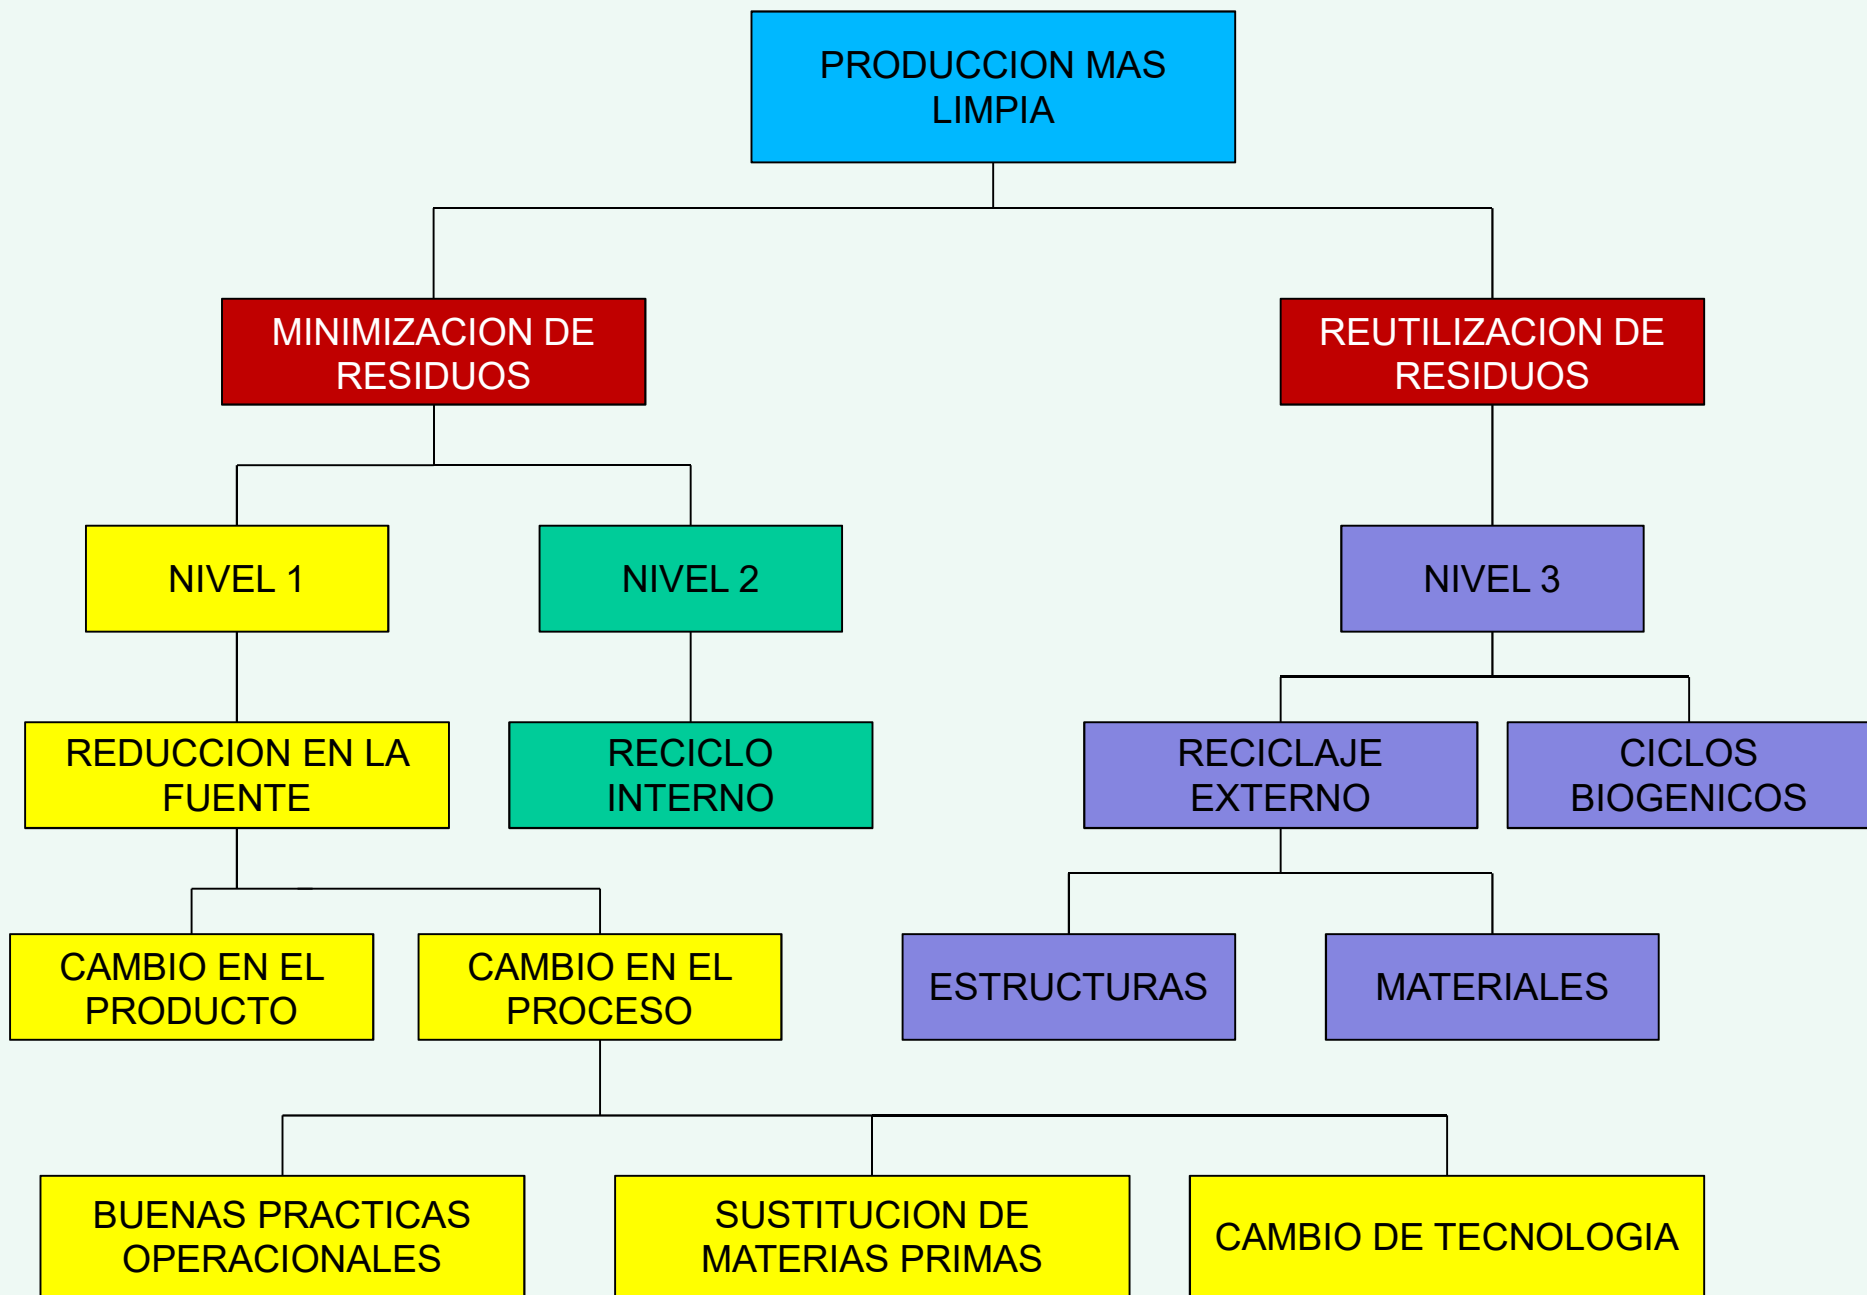 PRODUCCION MAS
LIMPIA
MINIMIZACION DE
RESIDUOS
REUTILIZACION DE
RESIDUOS
NIVEL 1
NIVEL 2
NIVEL 3
REDUCCION EN LA
FUENTE
RECICLO
INTERNO
RECICLAJE
EXTERNO
CICLOS
BIOGENICOS
CAMBIO EN EL
PRODUCTO
CAMBIO EN EL
PROCESO
ESTRUCTURAS
MATERIALES
BUENAS PRACTICAS
OPERACIONALES
SUSTITUCION DE
MATERIAS PRIMAS
CAMBIO DE TECNOLOGIA